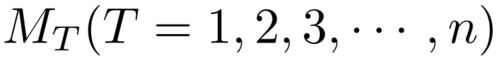 M_T(T = 1, 2, 3, ⋯ , n)